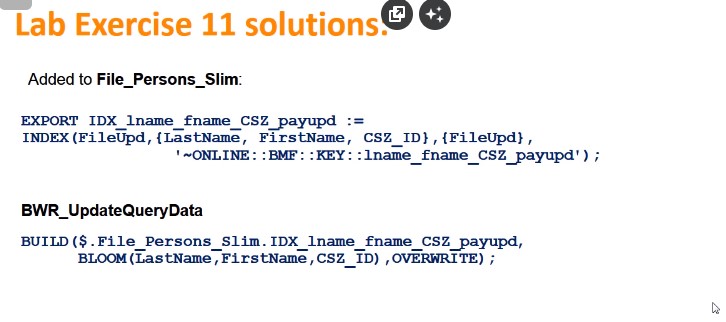 Lab Exercise 11 solutions.
Added to File_Persons_Slim:
EXPORT IDX_lname_fname_CSZ_payupd :=
INDEX(FileUpd,{LastName, FirstName, CSZ_ID},{FileUpd},
'~ONLINE::BMF::KEY::lname_fname_CSZ_payupd');
BWR_UpdateQueryData
BUILD($.File_Persons_Slim.IDX_lname_fname_CSZ_payupd,
BLOOM(LastName,FirstName,CSZ_ID),OVERWRITE);